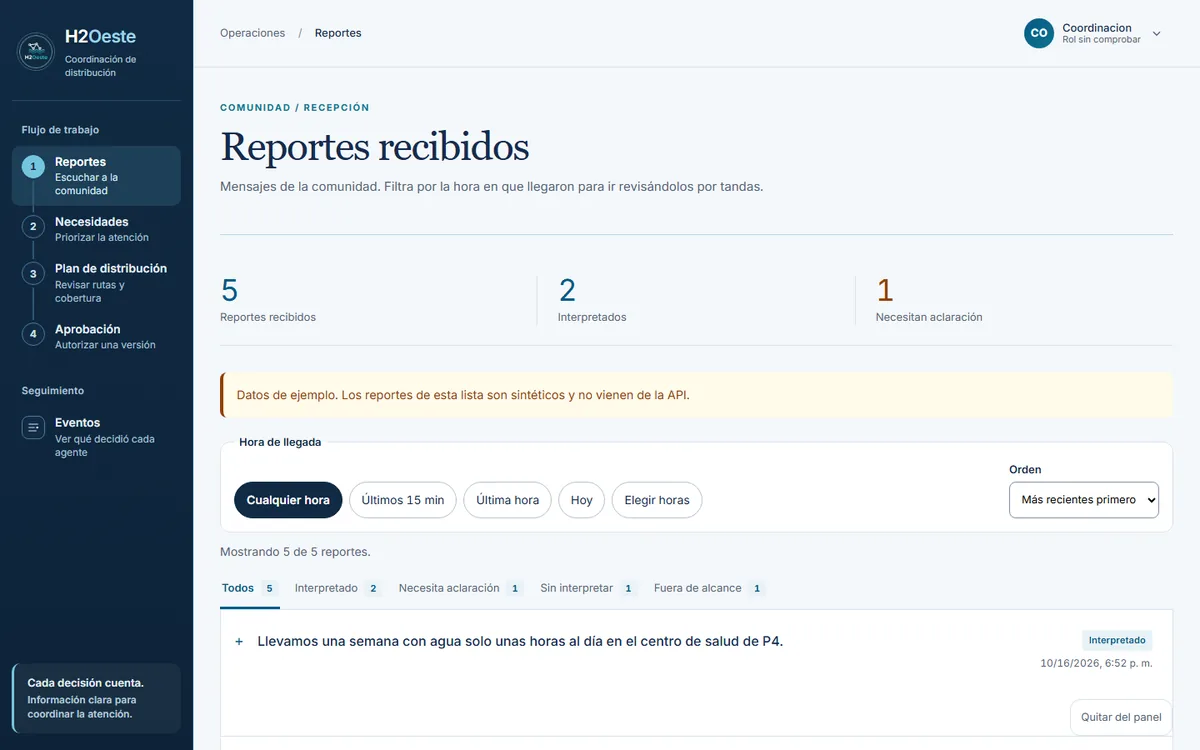 H2Oeste
H2Oeste
Coordinación de
distribución
Flujo de trabajo
1
Reportes
Escuchar a la
comunidad
2
Necesidades
Priorizar la atención
3
Plan de distribución
Revisar rutas y
cobertura
4
Aprobación
Autorizar una versión
Seguimiento
Eventos
Ver qué decidió cada
agente
Cada decisión cuenta.
Información clara para
coordinar la atención.
Operaciones / Reportes
CO
Coordinacion
Rol sin comprobar
COMUNIDAD / RECEPCIÓN
Reportes recibidos
Mensajes de la comunidad. Filtra por la hora en que llegaron para ir revisándolos por tandas.
5
Reportes recibidos
2
Interpretados
1
Necesitan aclaración
Datos de ejemplo. Los reportes de esta lista son sintéticos y no vienen de la API.
Hora de llegada
Cualquier hora Últimos 15 min Última hora Hoy Elegir horas
Orden
Más recientes primero
Mostrando 5 de 5 reportes.
Todos 5 Interpretado 2 Necesita aclaración 1 Sin interpretar 1 Fuera de alcance 1
+ Llevamos una semana con agua solo unas horas al día en el centro de salud de P4.
Interpretado
10/16/2026, 6:52 p. m.
Quitar del panel